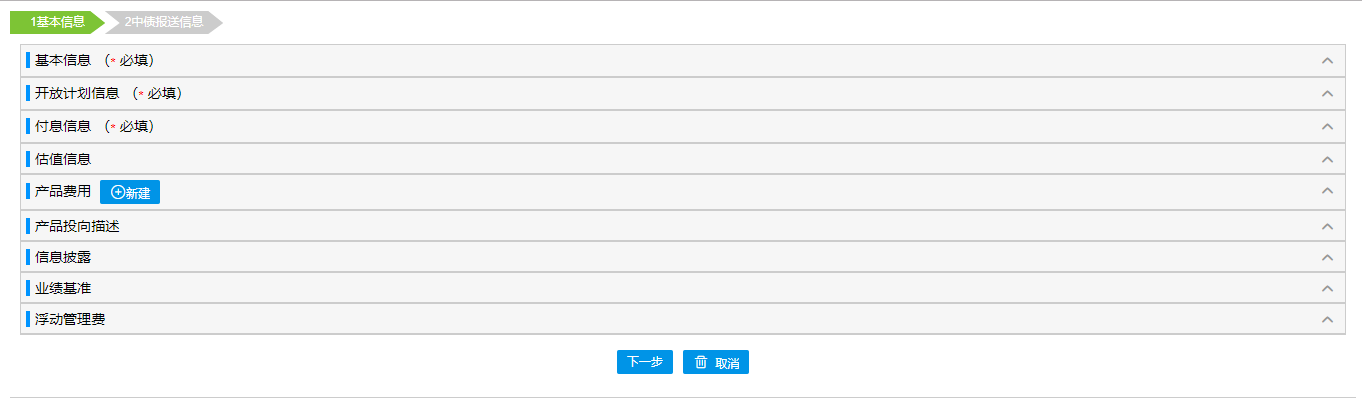 1基本信息 2中债报送信息
基本信息 （* 必填）
开放计划信息 （* 必填）
付息信息 （* 必填）
估值信息
产品费用 新建
产品投向描述
信息披露
业绩基准
浮动管理费
下一步 取消